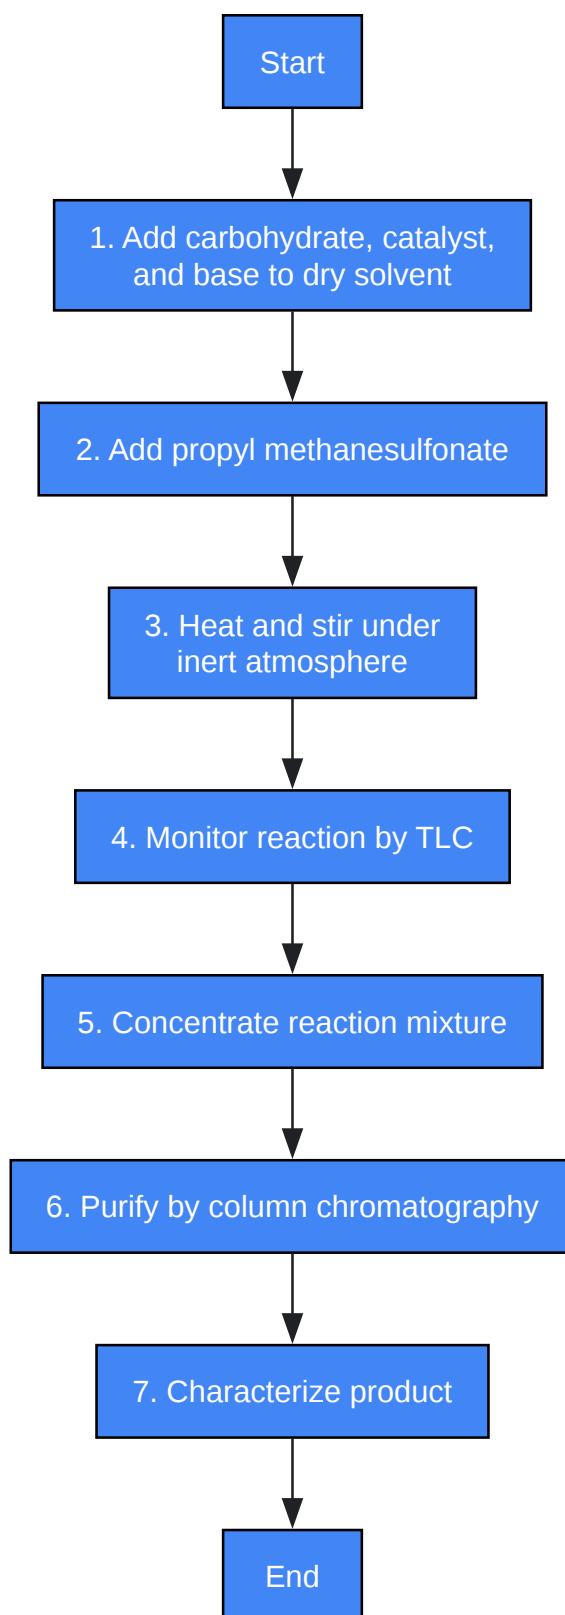 Start
1. Add carbohydrate, catalyst,
and base to dry solvent
2. Add propyl methanesulfonate
3. Heat and stir under
inert atmosphere
4. Monitor reaction by TLC
5. Concentrate reaction mixture
6. Purify by column chromatography
7. Characterize product
End